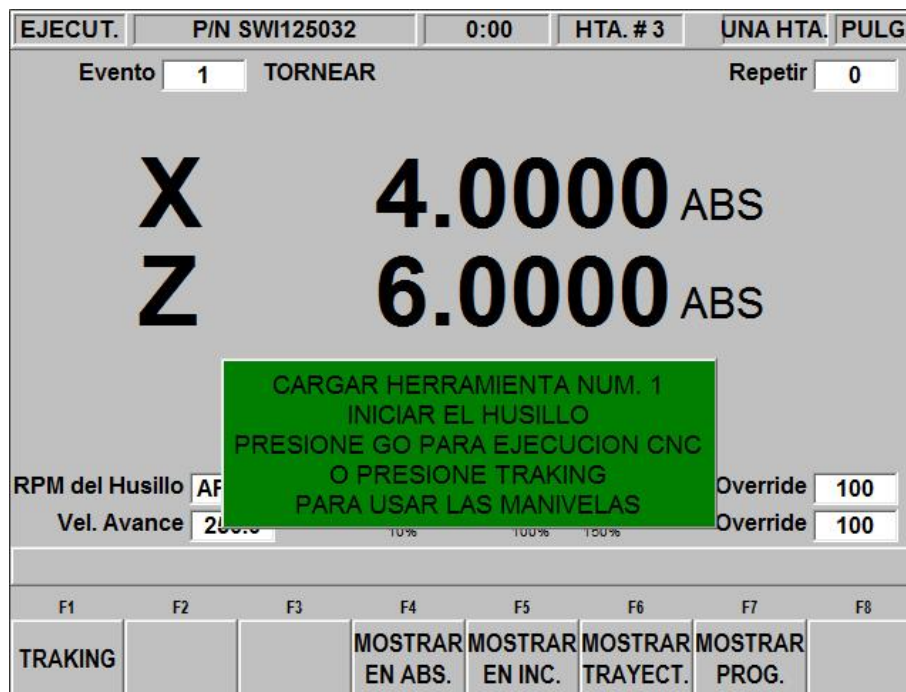 EJECUT. P/N SWI125032 0:00 HTA. # 3 UNA HTA. PULG
Evento 1 TORNEAR Repetir 0
X 4.0000 ABS
Z 6.0000 ABS
CARGAR HERRAMIENTA NUM. 1
INICIAR EL HUSILLO
PRESIONE GO PARA EJECUCION CNC
O PRESIONE TRAKING
PARA USAR LAS MANIVELAS
RPM del Husillo Override 100
Vel. Avance Override 100
10% 100% 150%
F1 F2 F3 F4 F5 F6 F7 F8
TRAKING
MOSTRAR EN ABS.
MOSTRAR EN INC.
MOSTRAR TRAYECT.
MOSTRAR PROG.